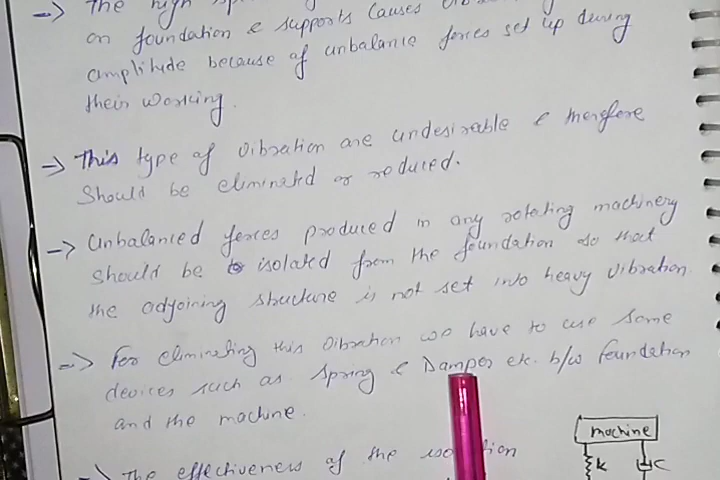 -> The high
on foundation & supports causes
amplitude because of unbalance forces set up during
their working.
-> This type of vibration are undesireable & therefore
should be eliminated or reduced.
-> Unbalanced forces produced in any rotating machinery
should be isolated from the foundation so that
the adjoining structure is not set into heavy vibration.
-> For eliminating this vibration we have to use some
devices such as spring & Damper etc. b/w foundation
and the machine.
-> The effectiveness of the
machine
k
C